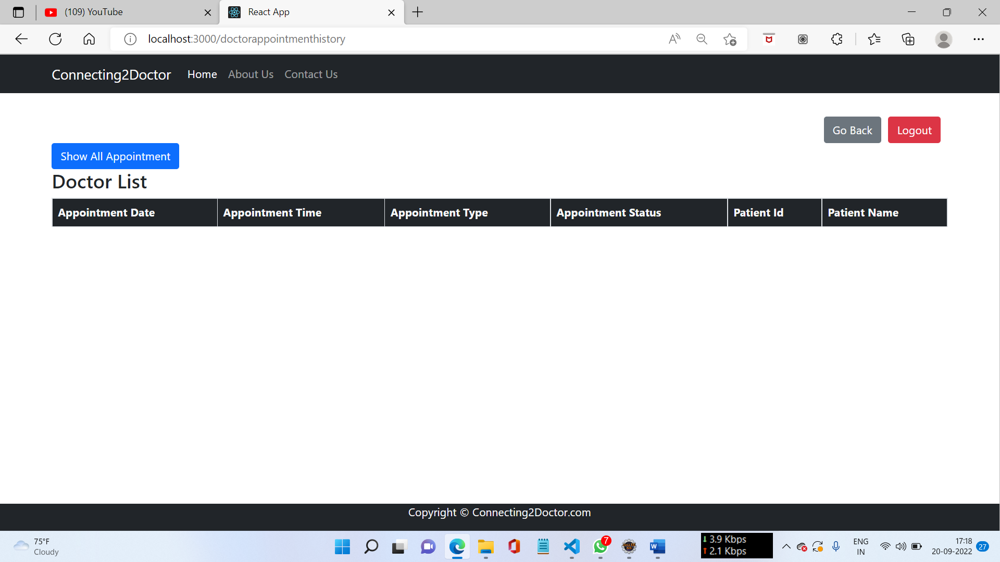 (109) YouTube
React App
localhost:3000/doctorappointmenthistory
Connecting2Doctor Home About Us Contact Us
Go Back Logout
Show All Appointment
Doctor List
Appointment Date Appointment Time Appointment Type Appointment Status Patient Id Patient Name
Copyright © Connecting2Doctor.com
75°F
Cloudy
7
3.9 Kbps
2.1 Kbps
ENG
IN
17:18
20-09-2022
27